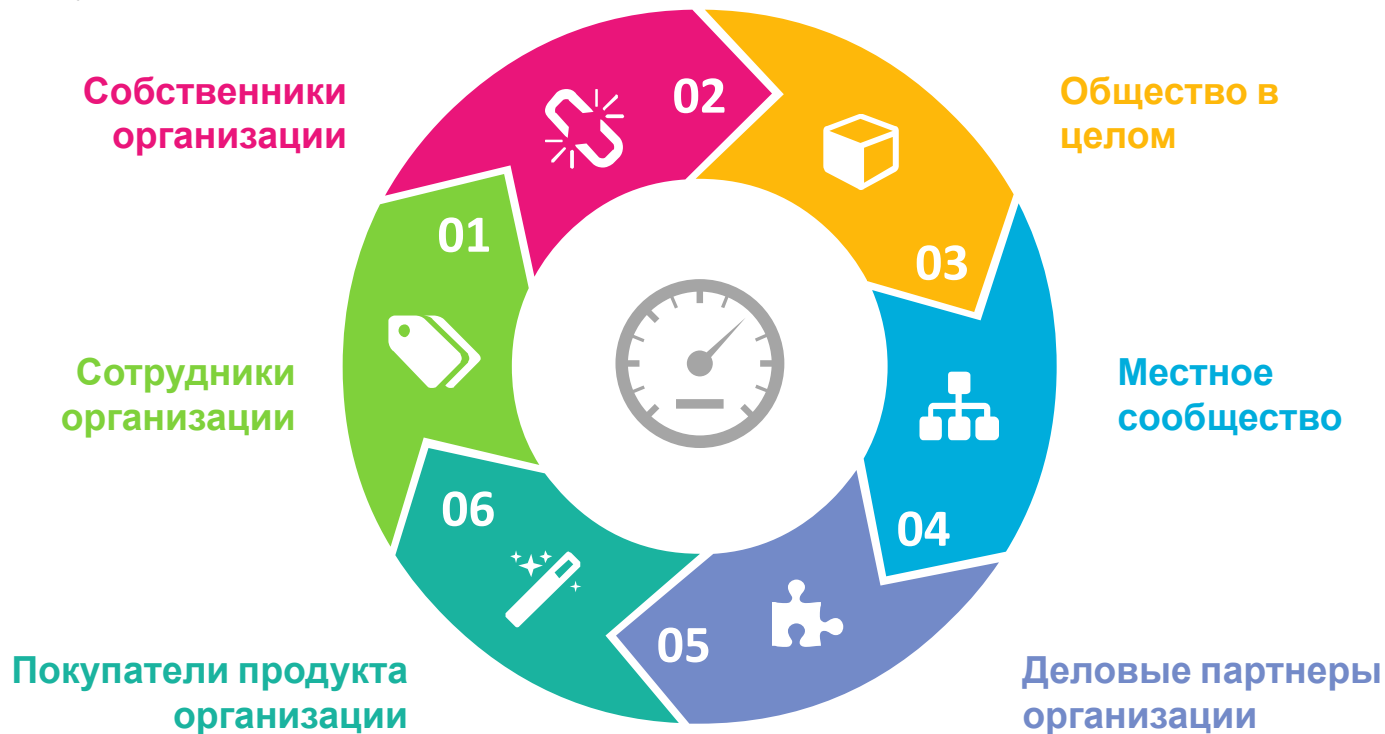 Собственники
организации
02
Общество в
целом
01
03
Сотрудники
организации
Местное
сообщество
06
04
05
Покупатели продукта
организации
Деловые партнеры
организации